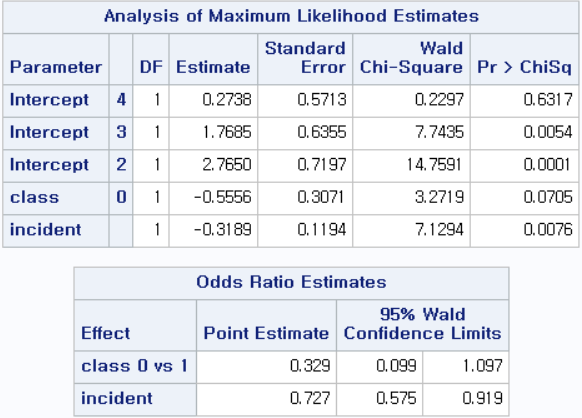 Analysis of Maximum Likelihood Estimates
Parameter DF Estimate Standard Error Wald Chi-Square Pr > ChiSq
Intercept 4 1 0.2738 0.5713 0.2297 0.6317
Intercept 3 1 1.7685 0.6355 7.7435 0.0054
Intercept 2 1 2.7650 0.7197 14.7591 0.0001
class 0 1 -0.5556 0.3071 3.2719 0.0705
incident 1 -0.3189 0.1194 7.1294 0.0076
Odds Ratio Estimates
Effect Point Estimate 95% Wald Confidence Limits
class 0 vs 1 0.329 0.099 1.097
incident 0.727 0.575 0.919